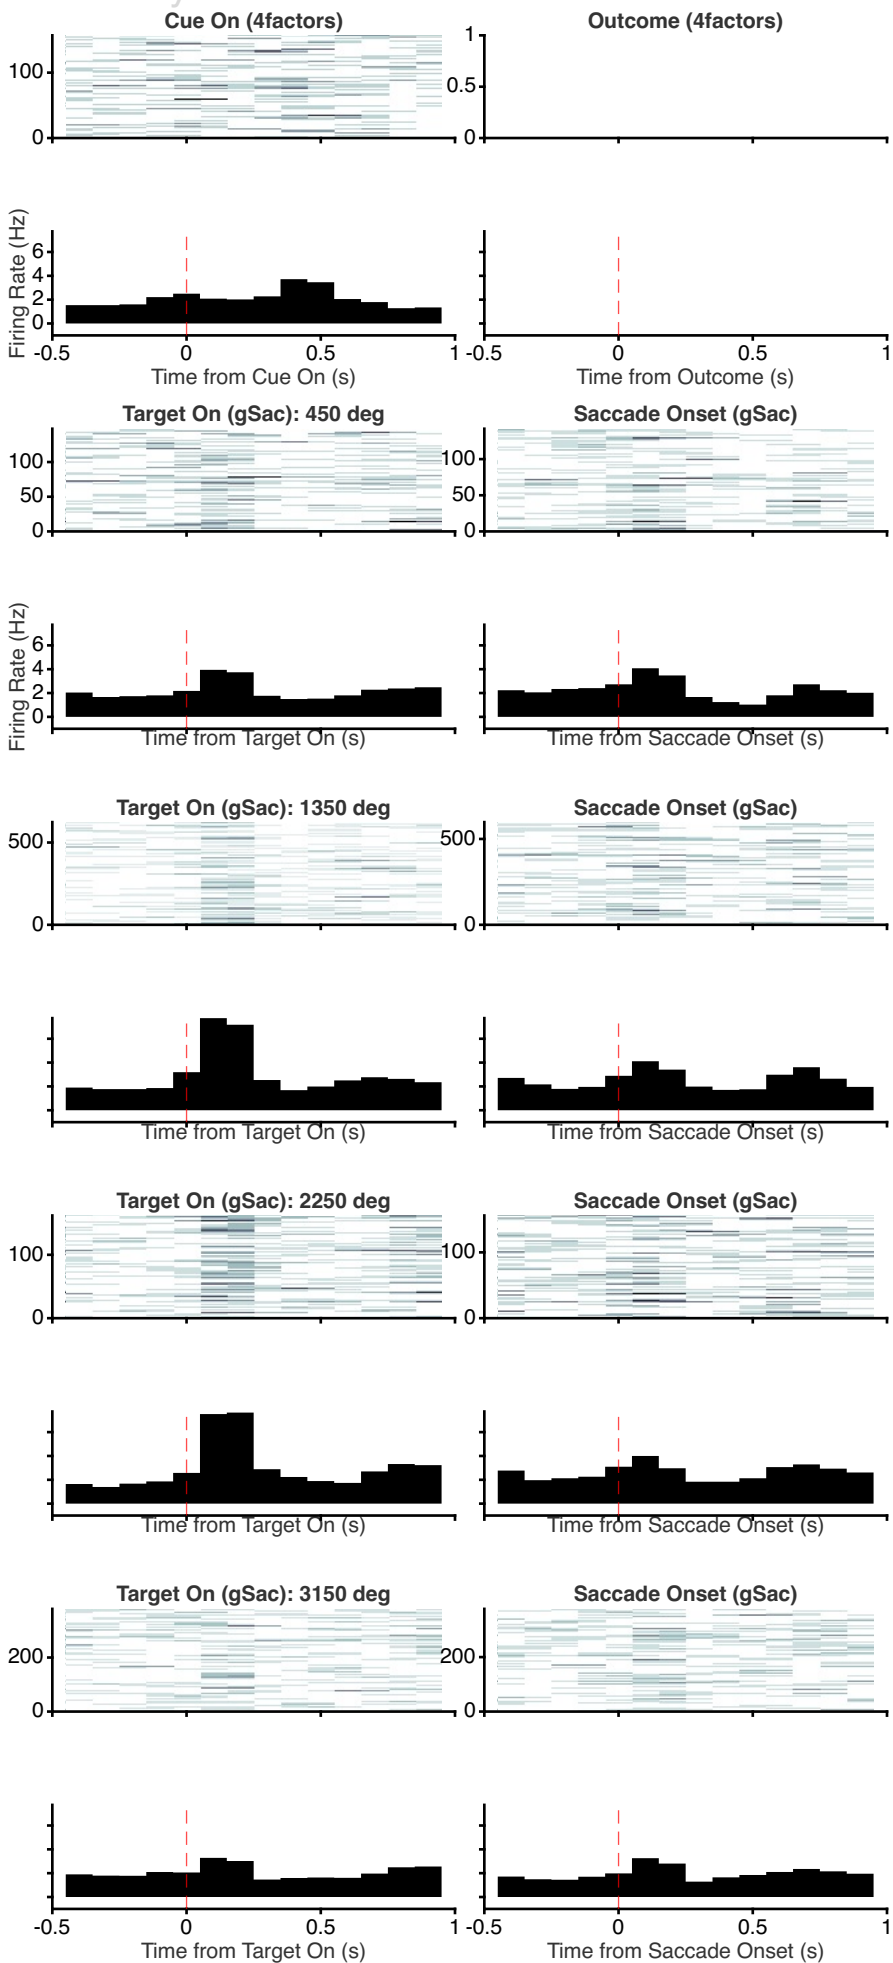 Cue On (4factors)
Outcome (4factors)
100
0
1
0.5
0
Firing Rate (Hz)
6
4
2
0
-0.5 0 0.5 1
Time from Cue On (s)
-0.5 0 0.5 1
Time from Outcome (s)
Target On (gSac): 450 deg
Saccade Onset (gSac)
100
50
0
100
50
0
Firing Rate (Hz)
6
4
2
0
Time from Target On (s)
Time from Saccade Onset (s)
Target On (gSac): 1350 deg
Saccade Onset (gSac)
500
0
500
0
Time from Target On (s)
Time from Saccade Onset (s)
Target On (gSac): 2250 deg
Saccade Onset (gSac)
100
0
100
0
Time from Target On (s)
Time from Saccade Onset (s)
Target On (gSac): 3150 deg
Saccade Onset (gSac)
200
0
200
0
-0.5 0 0.5 1
Time from Target On (s)
-0.5 0 0.5 1
Time from Saccade Onset (s)